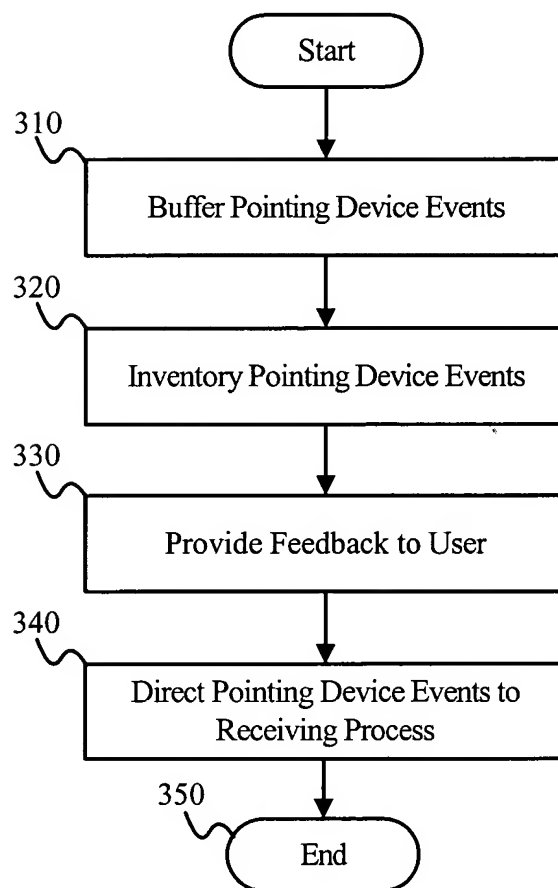 Start
310
Buffer Pointing Device Events
320
Inventory Pointing Device Events
330
Provide Feedback to User
340
Direct Pointing Device Events to
Receiving Process
350
End